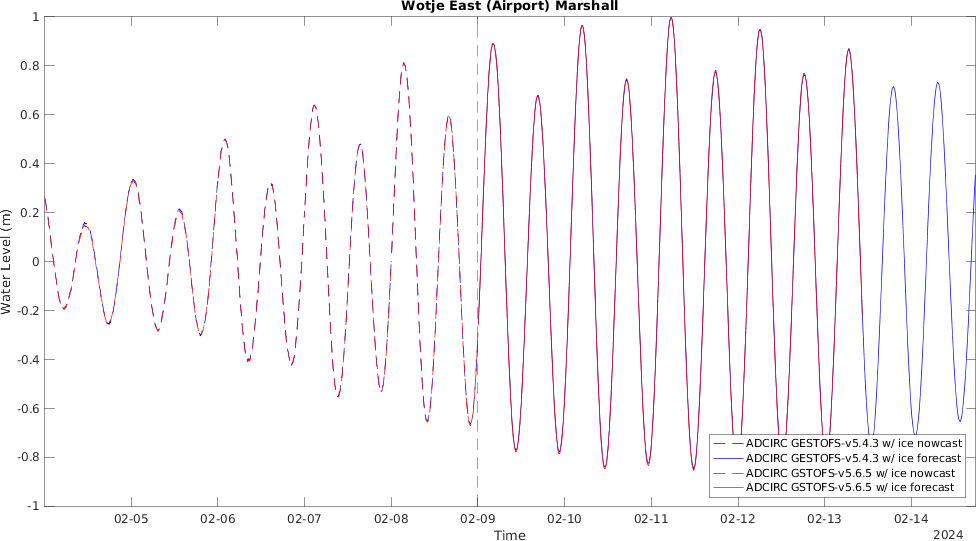 Wotje East (Airport) Marshall
1
0.8
0.6
0.4
0.2
0
-0.2
-0.4
-0.6
-0.8
-1
Water Level (m)
ADCIRC GESTOFS-v5.4.3 w/ ice nowcast
ADCIRC GESTOFS-v5.4.3 w/ ice forecast
ADCIRC GSTOFS-v5.6.5 w/ ice nowcast
ADCIRC GSTOFS-v5.6.5 w/ ice forecast
02-05 02-06 02-07 02-08 02-09 02-10 02-11 02-12 02-13 02-14
Time
2024